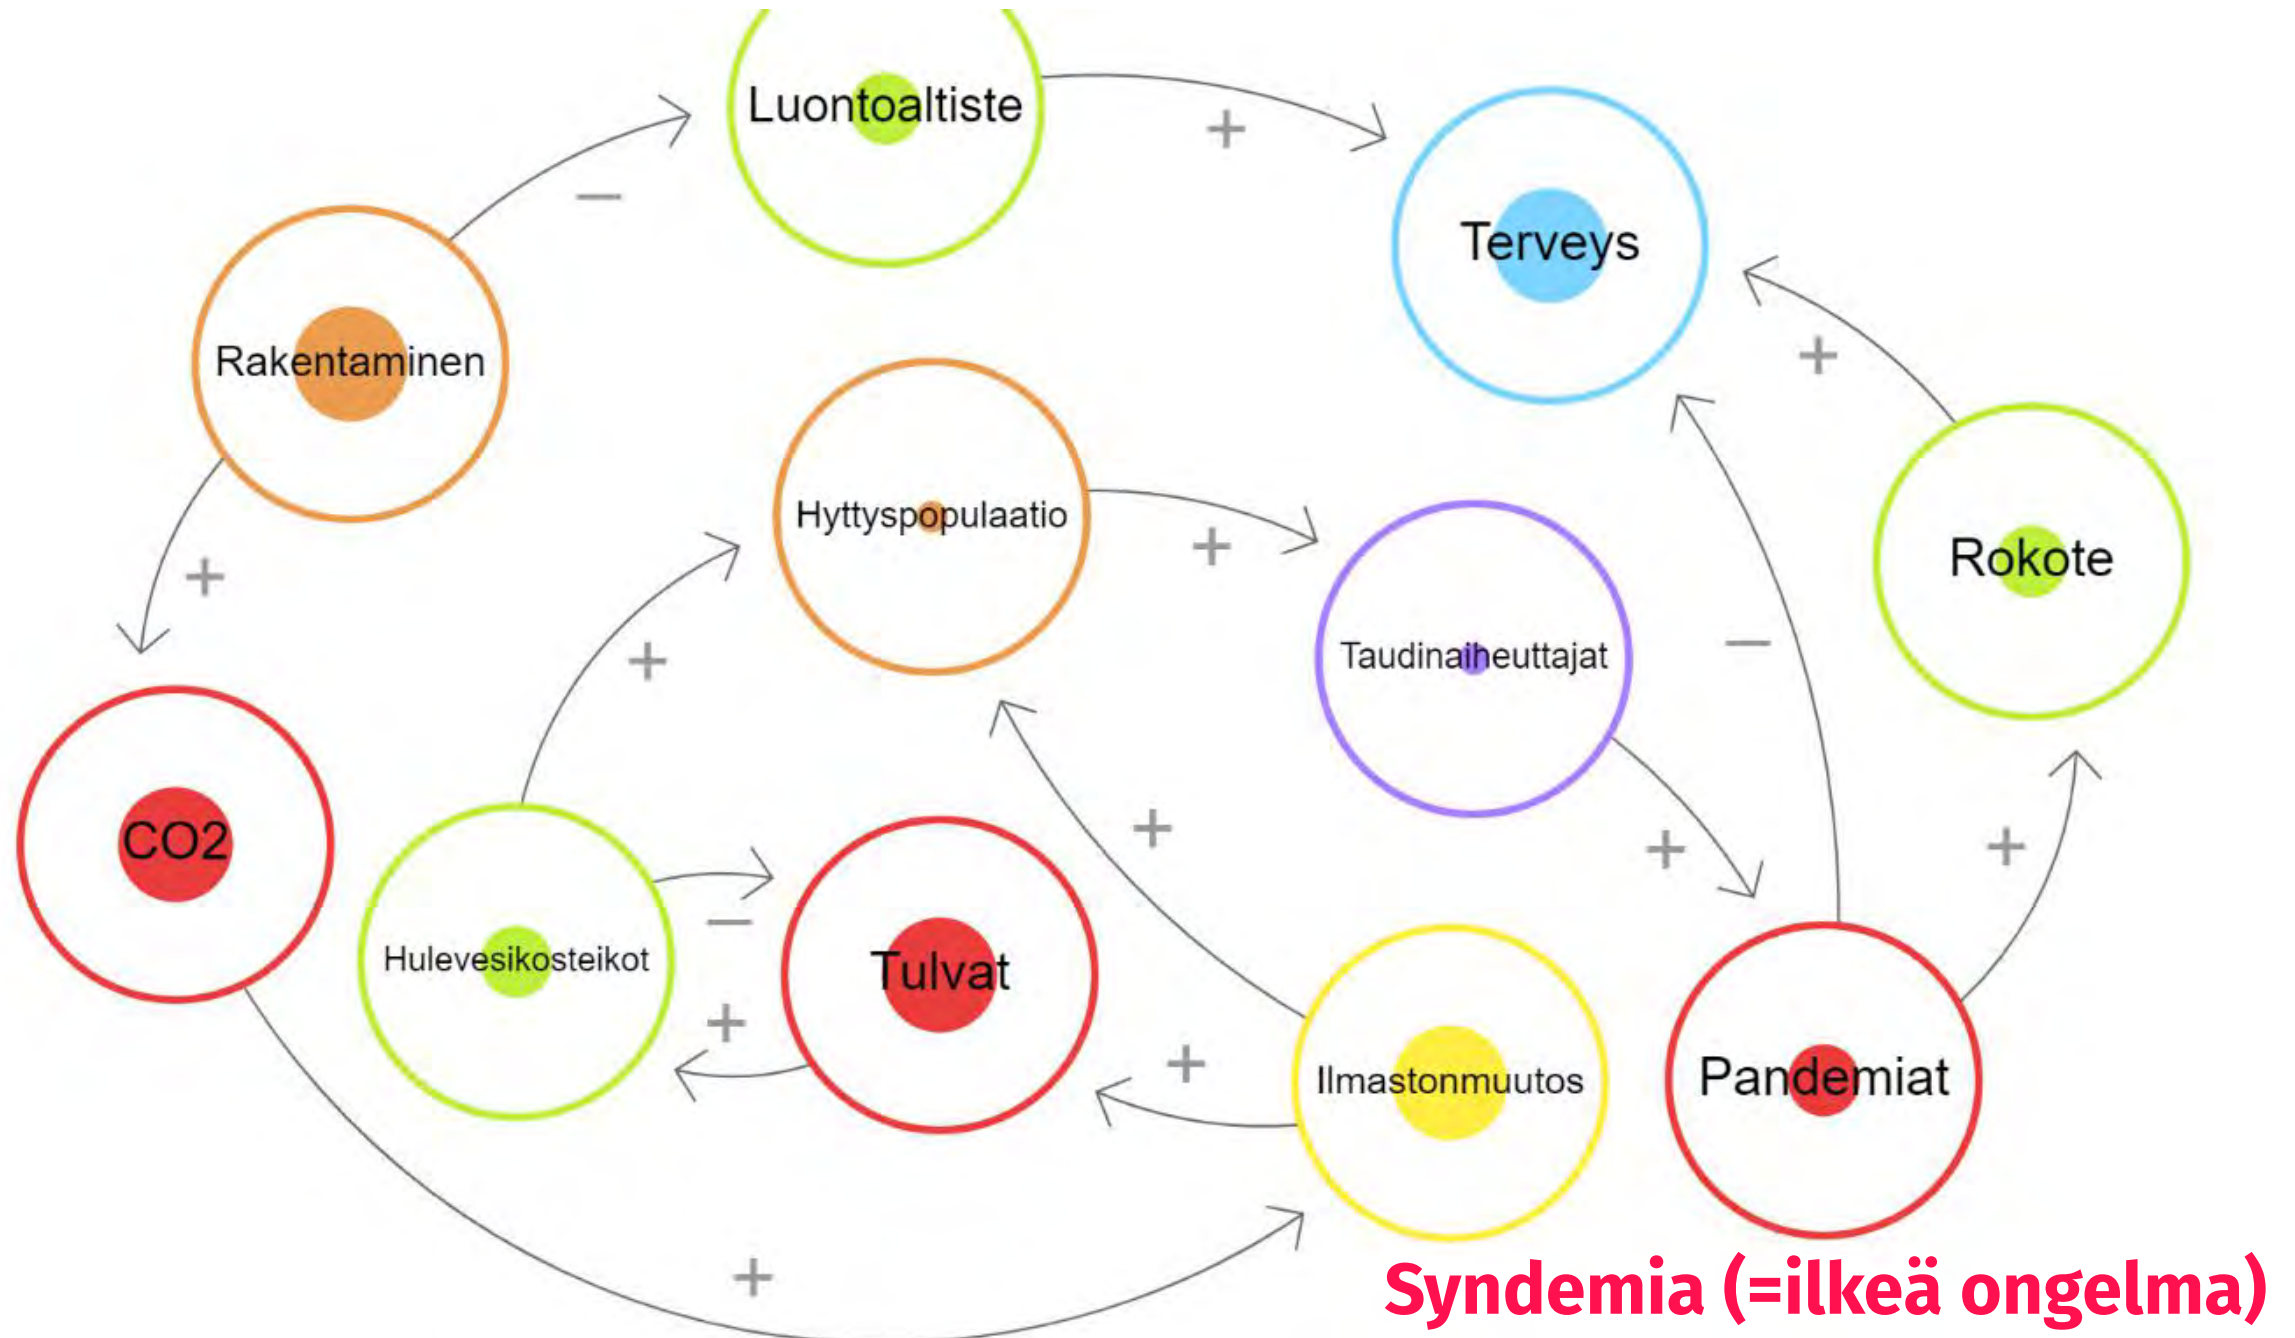 Luontoaltiste
+
Terveys
–
Rakentaminen
+
Hyttyspopulaatio
+
Rokote
+
Taudinaiheuttajat
–
+
CO2
+
+
+
Hulevesikosteikot
–
Tulvat
+
+
Ilmastonmuutos
Pandemiat
+
Syndemia (=ilkeä ongelma)